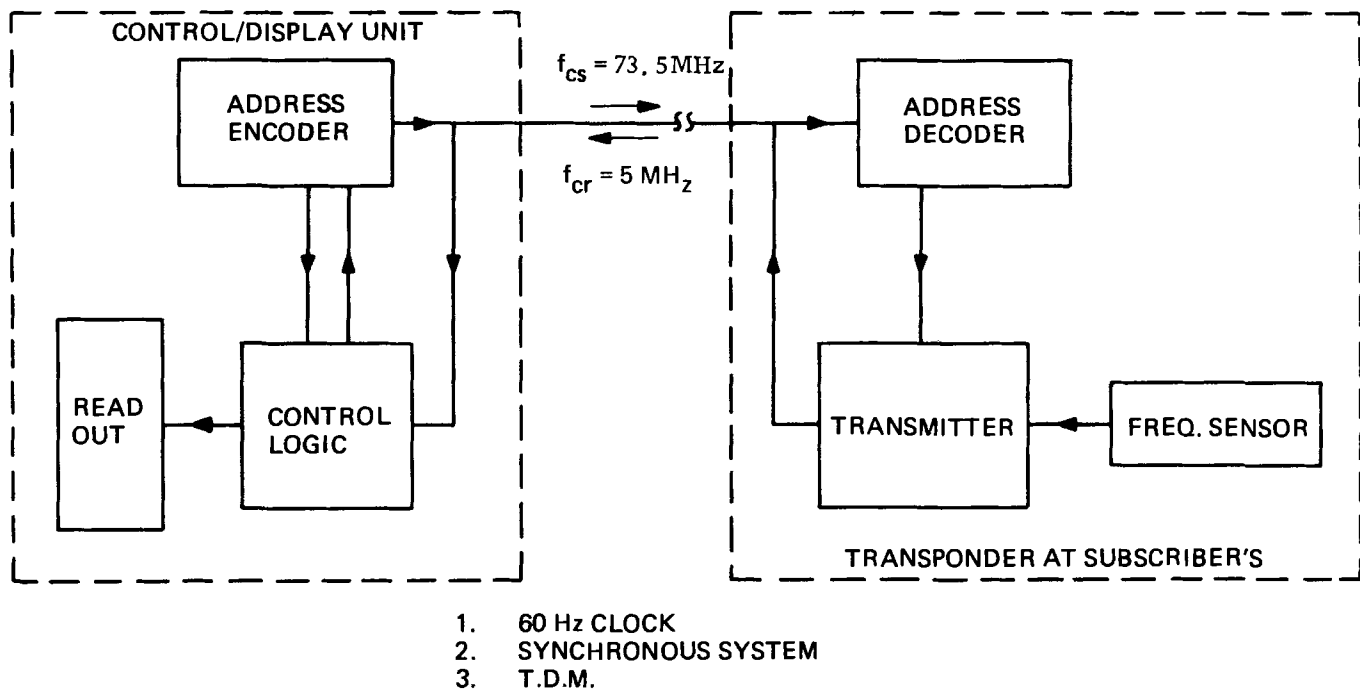 CONTROL/DISPLAY UNIT
ADDRESS
ENCODER
f_cs = 73.5MHz
f_cr = 5 MHz
ADDRESS
DECODER
READ
OUT
CONTROL
LOGIC
TRANSMITTER
FREQ. SENSOR
TRANSPONDER AT SUBSCRIBER'S
1. 60 Hz CLOCK
2. SYNCHRONOUS SYSTEM
3. T.D.M.